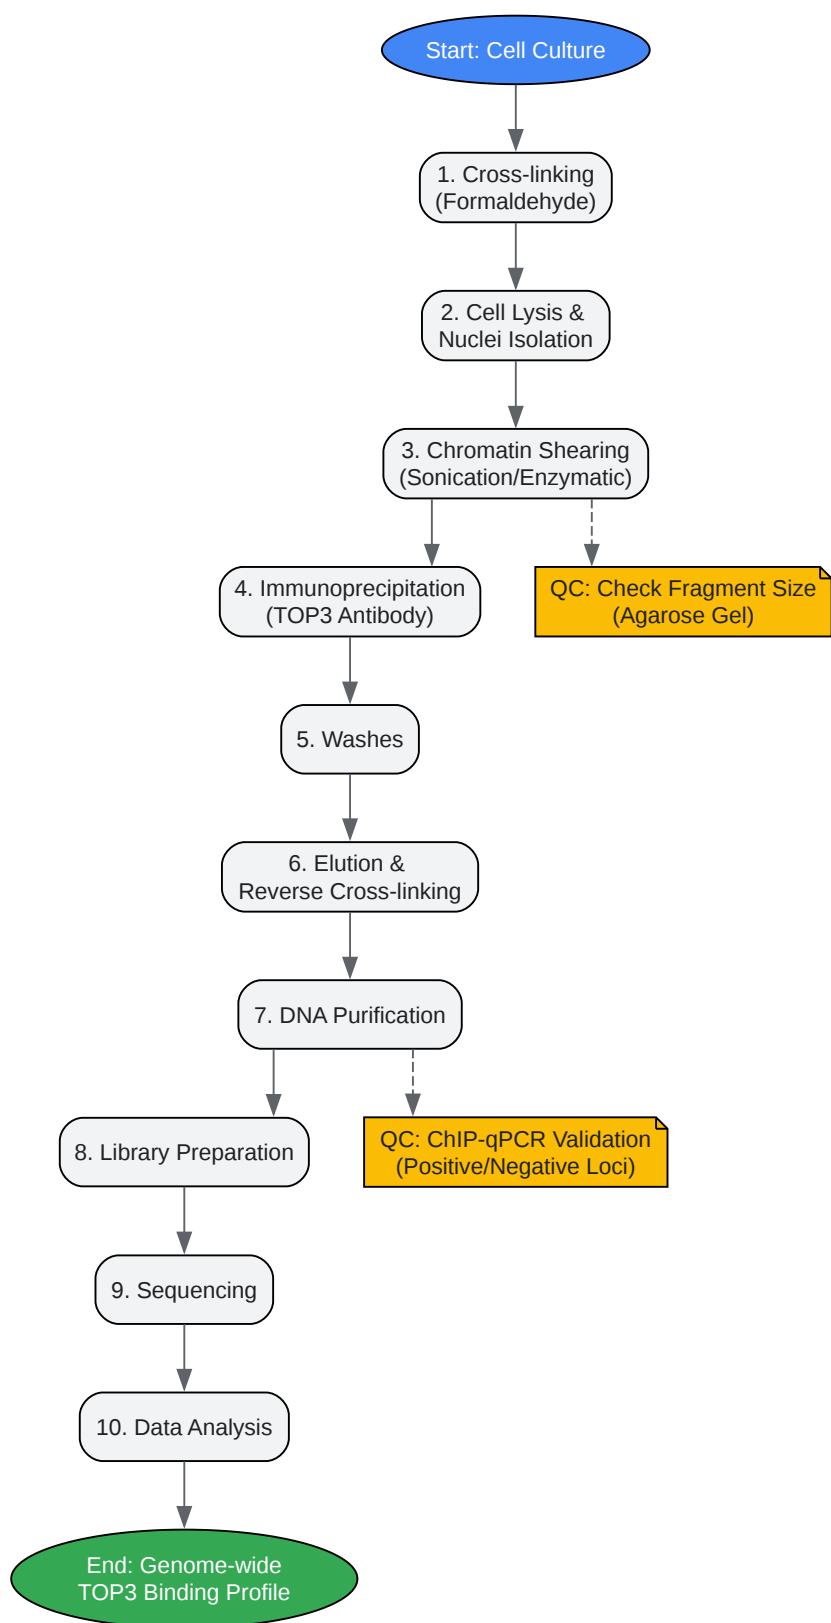 Start: Cell Culture
1. Cross-linking
(Formaldehyde)
2. Cell Lysis &
Nuclei Isolation
3. Chromatin Shearing
(Sonication/Enzymatic)
4. Immunoprecipitation
(TOP3 Antibody)
QC: Check Fragment Size
(Agarose Gel)
5. Washes
6. Elution &
Reverse Cross-linking
7. DNA Purification
8. Library Preparation
QC: ChIP-qPCR Validation
(Positive/Negative Loci)
9. Sequencing
10. Data Analysis
End: Genome-wide
TOP3 Binding Profile